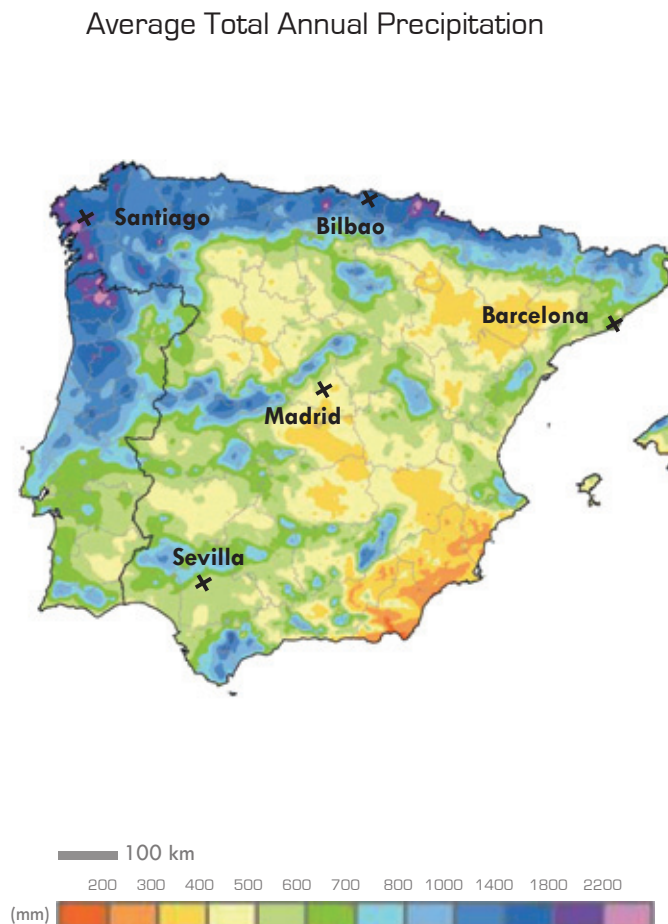 Average Total Annual Precipitation
Santiago
Bilbao
Barcelona
Madrid
Sevilla
100 km
200 300 400 500 600 700 800 1000 1400 1800 2200
(mm)